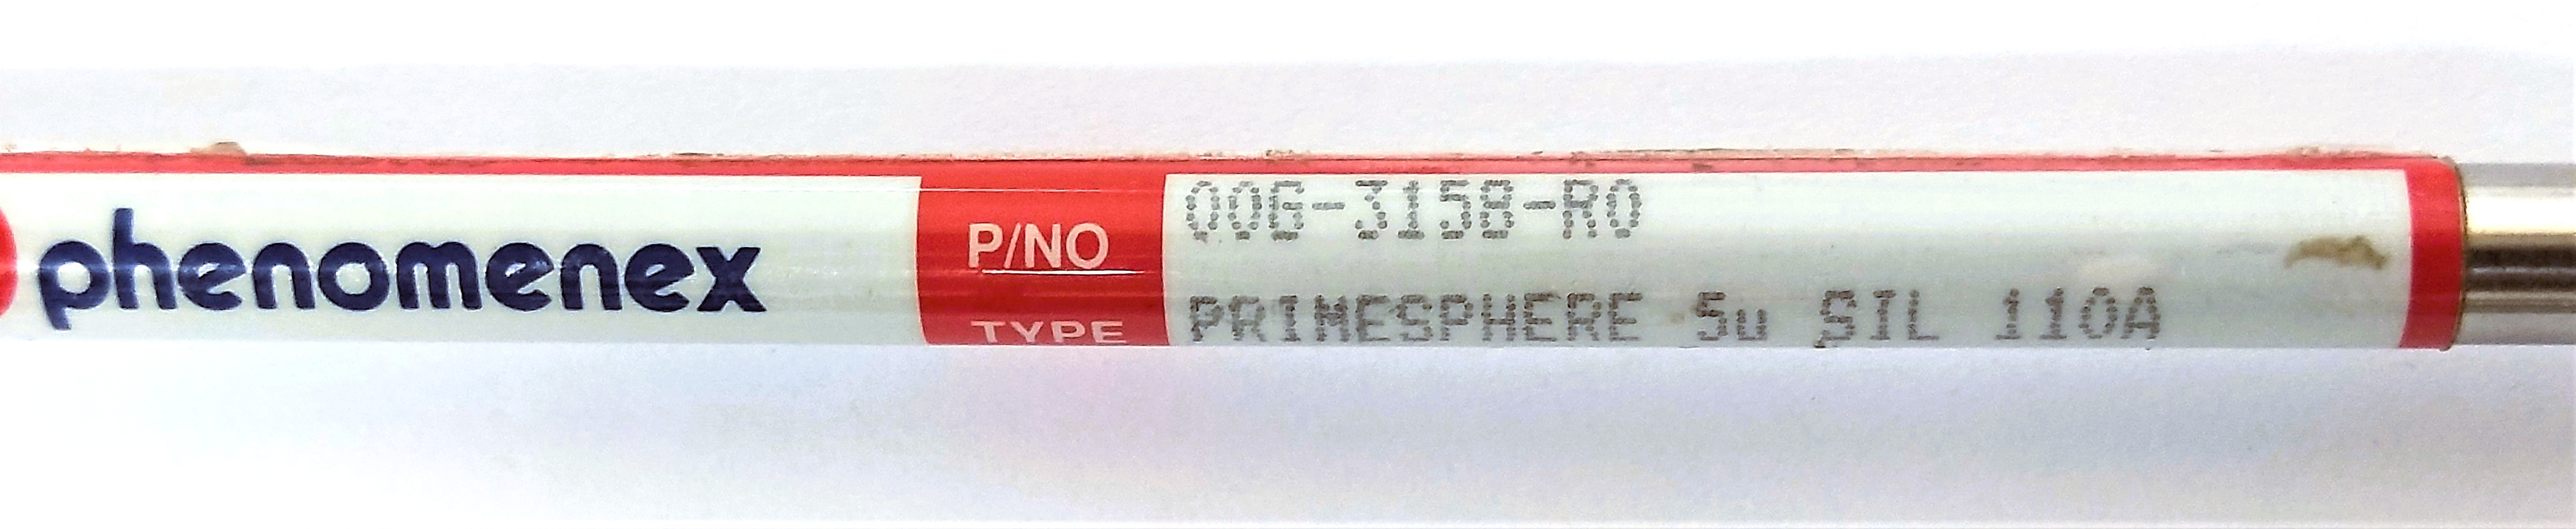 phenomenex
P/NO 00G-3158-R0
TYPE PRIMESPHERE 5u SIL 110A